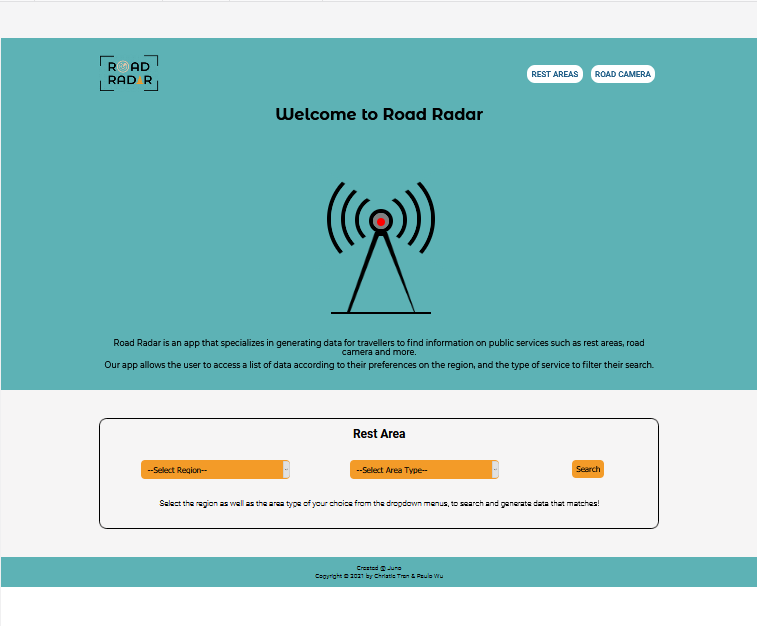 ROAD
RADAR
REST AREAS
ROAD CAMERA
Welcome to Road Radar
Road Radar is an app that specializes in generating data for travellers to find information on public services such as rest areas, road
camera and more.
Our app allows the user to access a list of data according to their preferences on the region, and the type of service to filter their search.
Rest Area
--Select Region--
--Select Area Type--
Search
Select the region as well as the area type of your choice from the dropdown menus, to search and generate data that matches!
Created @ Juno
Copyright © 2021 by Christie Tran & Paulo Wu